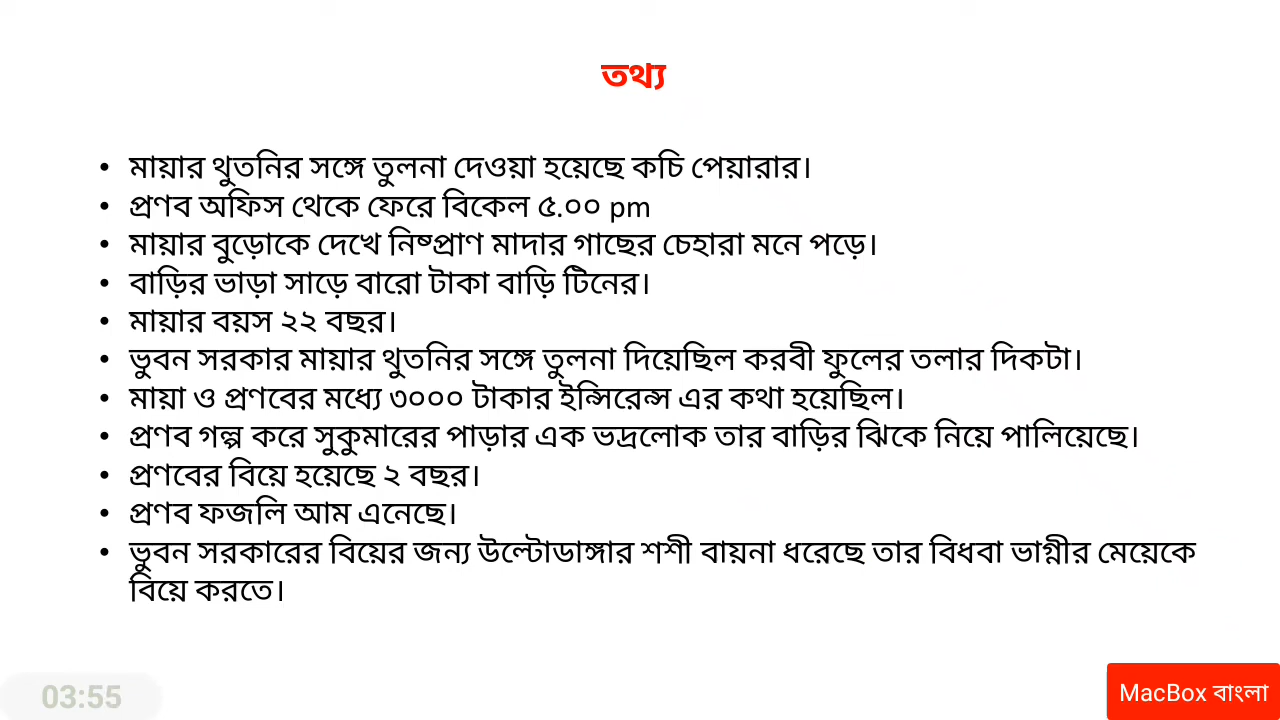 তথ্য
• মায়ার থুতনির সঙ্গে তুলনা দেওয়া হয়েছে কচি পেয়ারার।
• প্রণব অফিস থেকে ফেরে বিকেল ৫.০০ pm
• মায়ার বুড়োকে দেখে নিষ্প্রাণ মাদার গাছের চেহারা মনে পড়ে।
• বাড়ির ভাড়া সাড়ে বারো টাকা বাড়ি টিনের।
• মায়ার বয়স ২২ বছর।
• ভুবন সরকার মায়ার থুতনির সঙ্গে তুলনা দিয়েছিল করবী ফুলের তলার দিকটা।
• মায়া ও প্রণবের মধ্যে ৩০০০ টাকার ইন্সিরেন্স এর কথা হয়েছিল।
• প্রণব গল্প করে সুকুমারের পাড়ার এক ভদ্রলোক তার বাড়ির ঝিকে নিয়ে পালিয়েছে।
• প্রণবের বিয়ে হয়েছে ২ বছর।
• প্রণব ফজলি আম এনেছে।
• ভুবন সরকারের বিয়ের জন্য উল্টোডাঙ্গার শশী বায়না ধরেছে তার বিধবা ভাগ্নীর মেয়েকে
বিয়ে করতে।
03:55
MacBox বাংলা